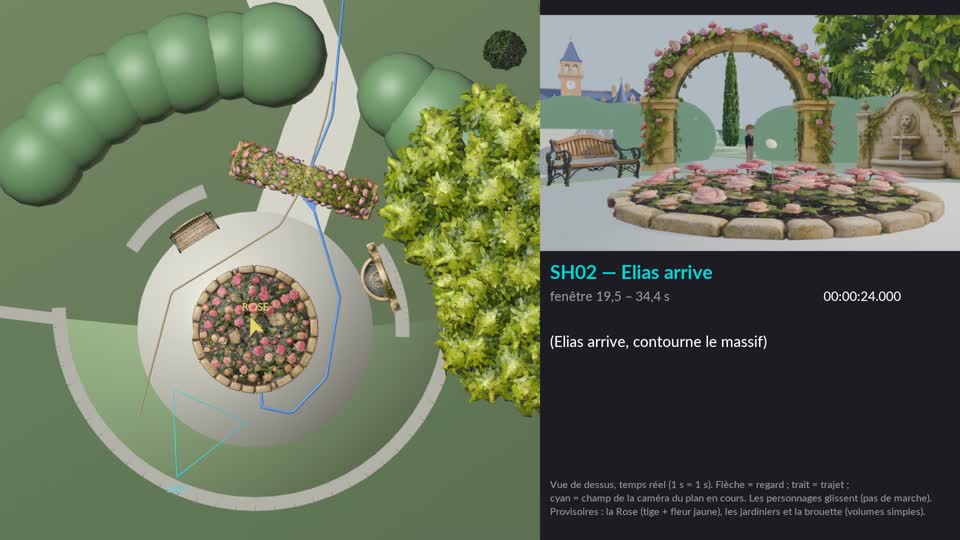 ROSE
SH02 — Elias arrive
fenêtre 19,5 – 34,4 s
00:00:24.000
(Elias arrive, contourne le massif)
Vue de dessus, temps réel (1 s = 1 s). Flèche = regard ; trait = trajet ;
cyan = champ de la caméra du plan en cours. Les personnages glissent (pas de marche).
Provisoires : la Rose (tige + fleur jaune), les jardiniers et la brouette (volumes simples).